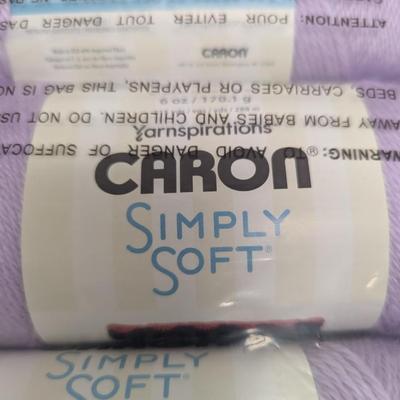 ATTENTION:
POUR EVITER TOUT DANGER
CARON
BEDS, CARRIAGES OR PLAYPENS, THIS BAG IS NO
6 oz / 170.1 g
AWAY FROM BABIES AND CHILDREN. DO NOT US
Yarnspirations
WARNING: TO AVOID DANGER OF SUFFOCA
CARON®
SIMPLY
SOFT®
SIMPLY
SOFT